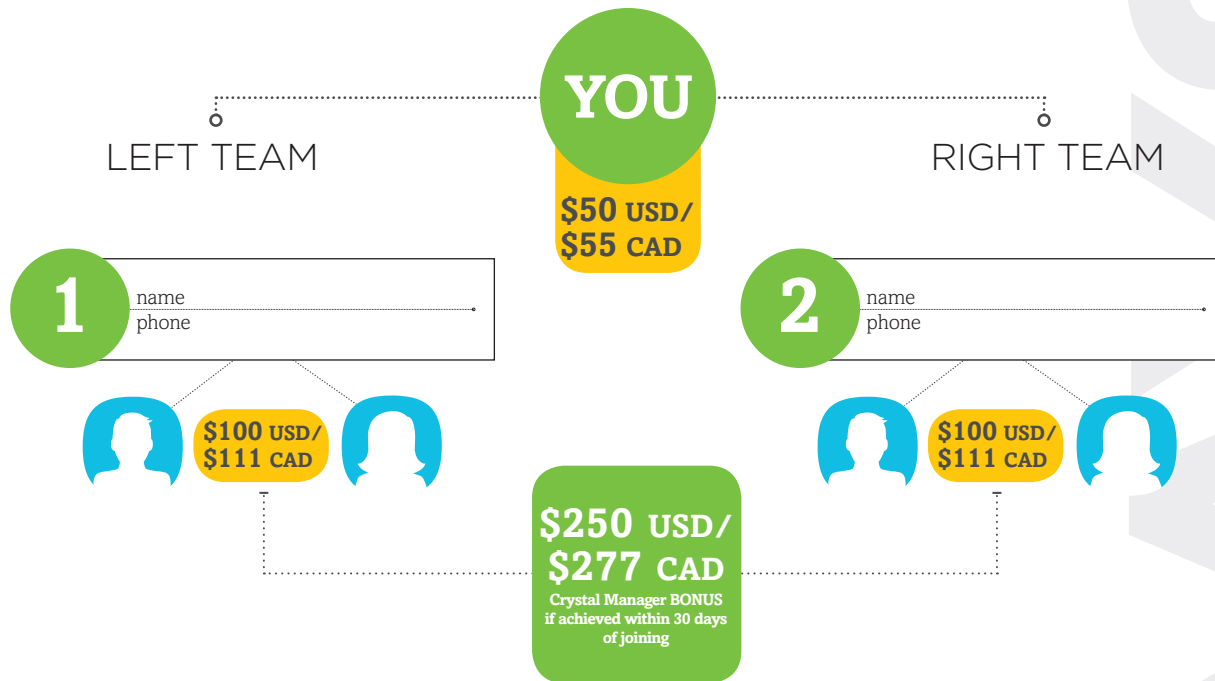 YOU
LEFT TEAM
RIGHT TEAM
$50 USD/
$55 CAD
1
name
phone
2
name
phone
$100 USD/
$111 CAD
$100 USD/
$111 CAD
$250 USD/
$277 CAD
Crystal Manager BONUS
if achieved within 30 days
of joining